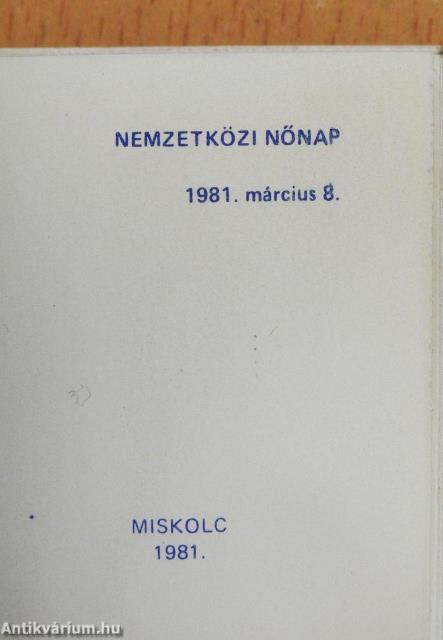 NEMZETKÖZI NŐNAP
1981. március 8.
MISKOLC
1981.
Antikvárium.hu